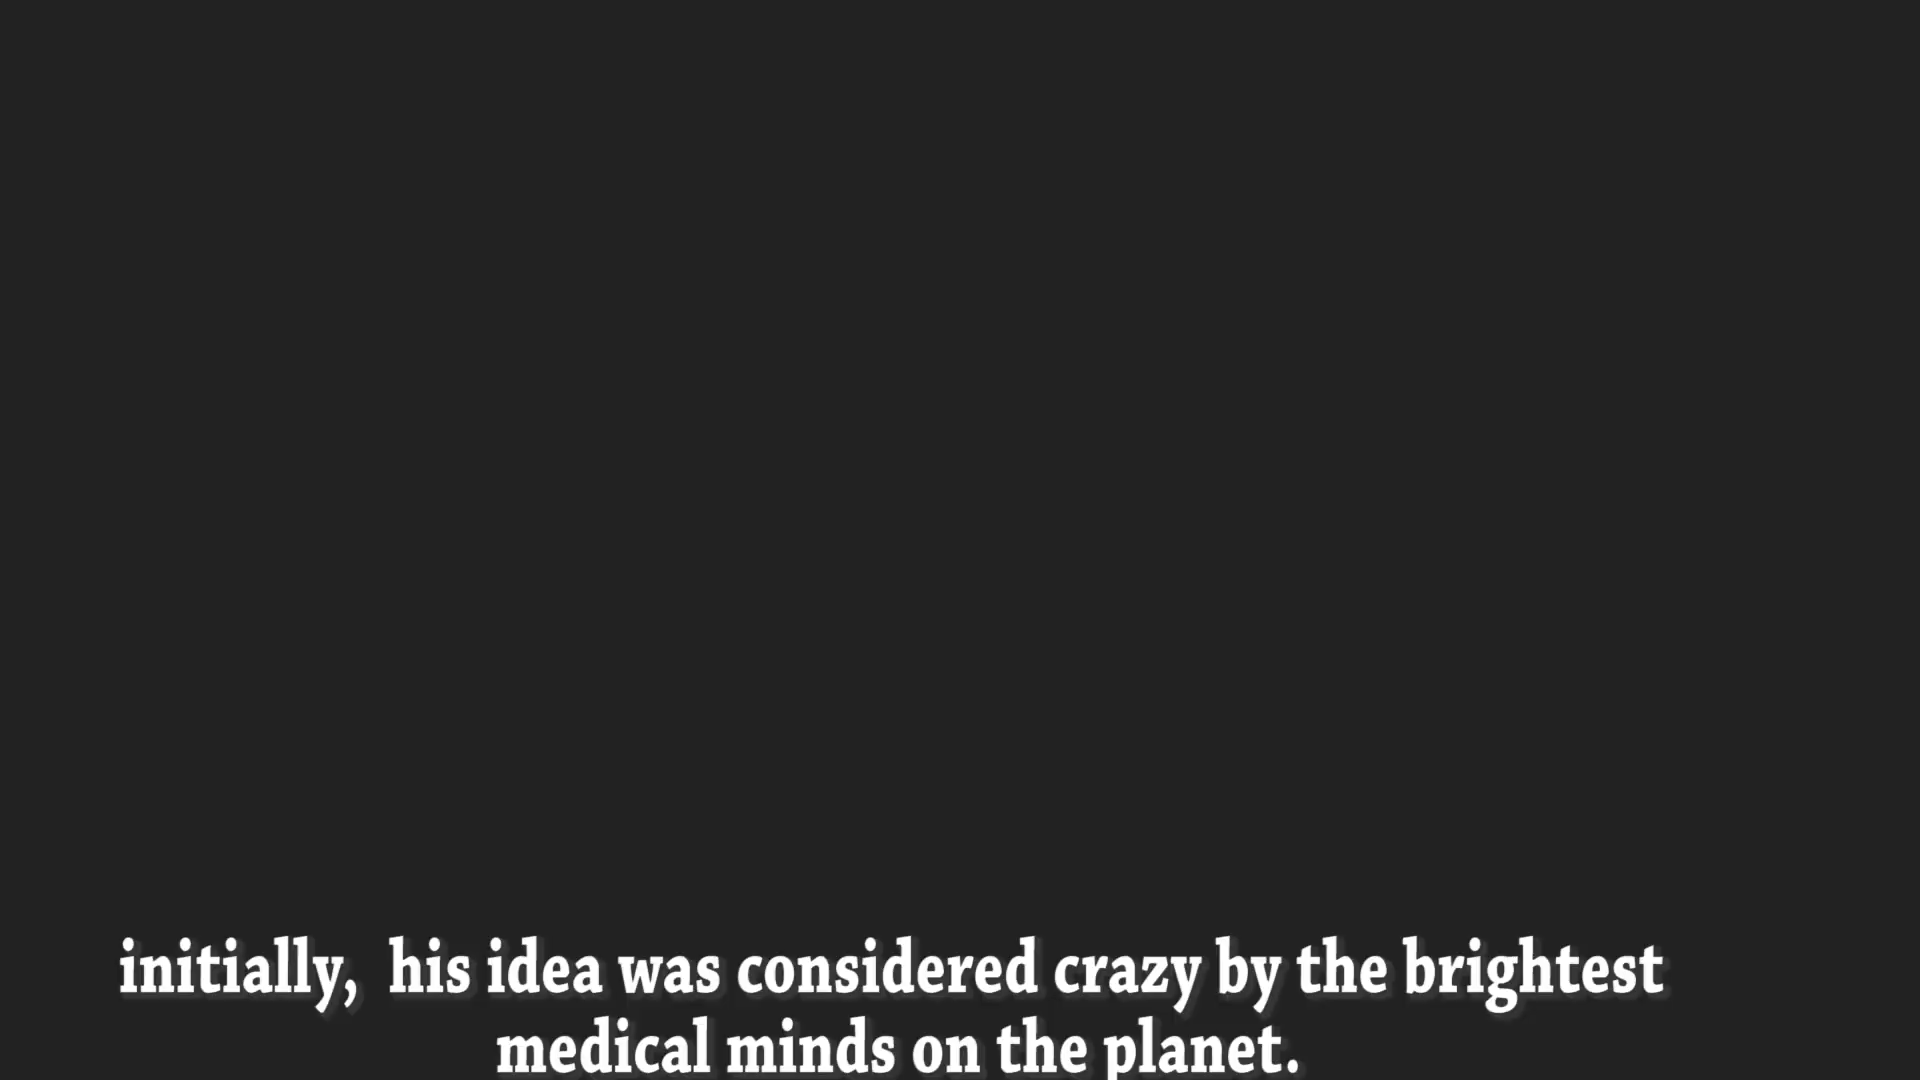 initially,  his idea was considered crazy by the brightest
medical minds on the planet.